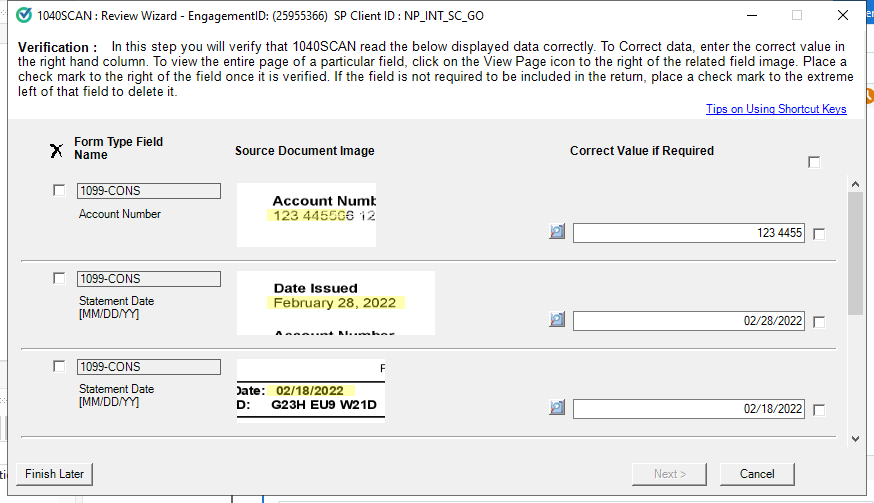 1040SCAN : Review Wizard - EngagementID: (25955366) SP Client ID : NP_INT_SC_GO
Verification : In this step you will verify that 1040SCAN read the below displayed data correctly. To Correct data, enter the correct value in
the right hand column. To view the entire page of a particular field, click on the View Page icon to the right of the related field image. Place a
check mark to the right of the field once it is verified. If the field is not required to be included in the return, place a check mark to the extreme
left of that field to delete it.
Tips on Using Shortcut Keys
Form Type Field
Name
Source Document Image
Correct Value if Required
1099-CONS
Account Number
Account Numb
123 445566 12
123 4455
1099-CONS
Statement Date
[MM/DD/YY]
Date Issued
February 28, 2022
Account Number
02/28/2022
1099-CONS
Statement Date
[MM/DD/YY]
F
Date: 02/18/2022
D: G23H EU9 W21D
02/18/2022
Finish Later
Next >
Cancel